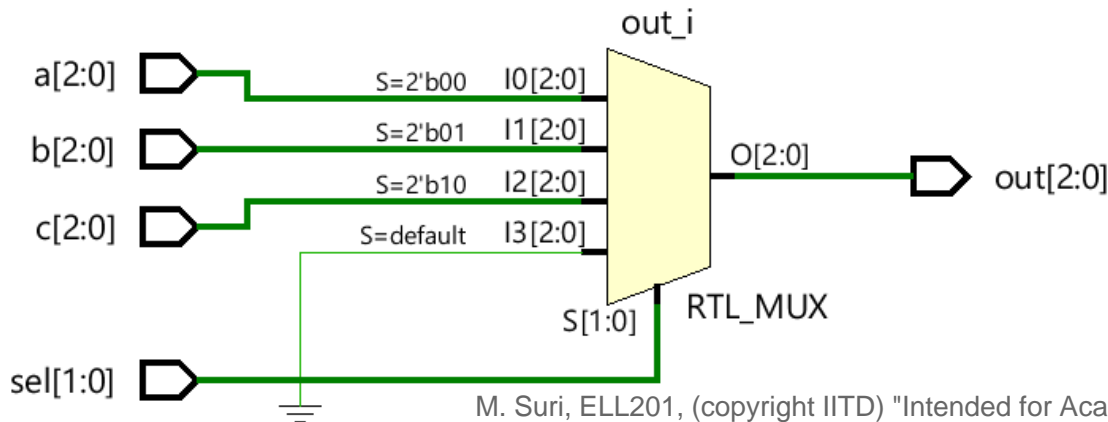 out_i
a[2:0]
S=2'b00 I0[2:0]
b[2:0]
S=2'b01 I1[2:0]
O[2:0]
out[2:0]
S=2'b10 I2[2:0]
c[2:0]
S=default I3[2:0]
S[1:0]
RTL_MUX
sel[1:0]
M. Suri, ELL201, (copyright IITD) "Intended for Aca